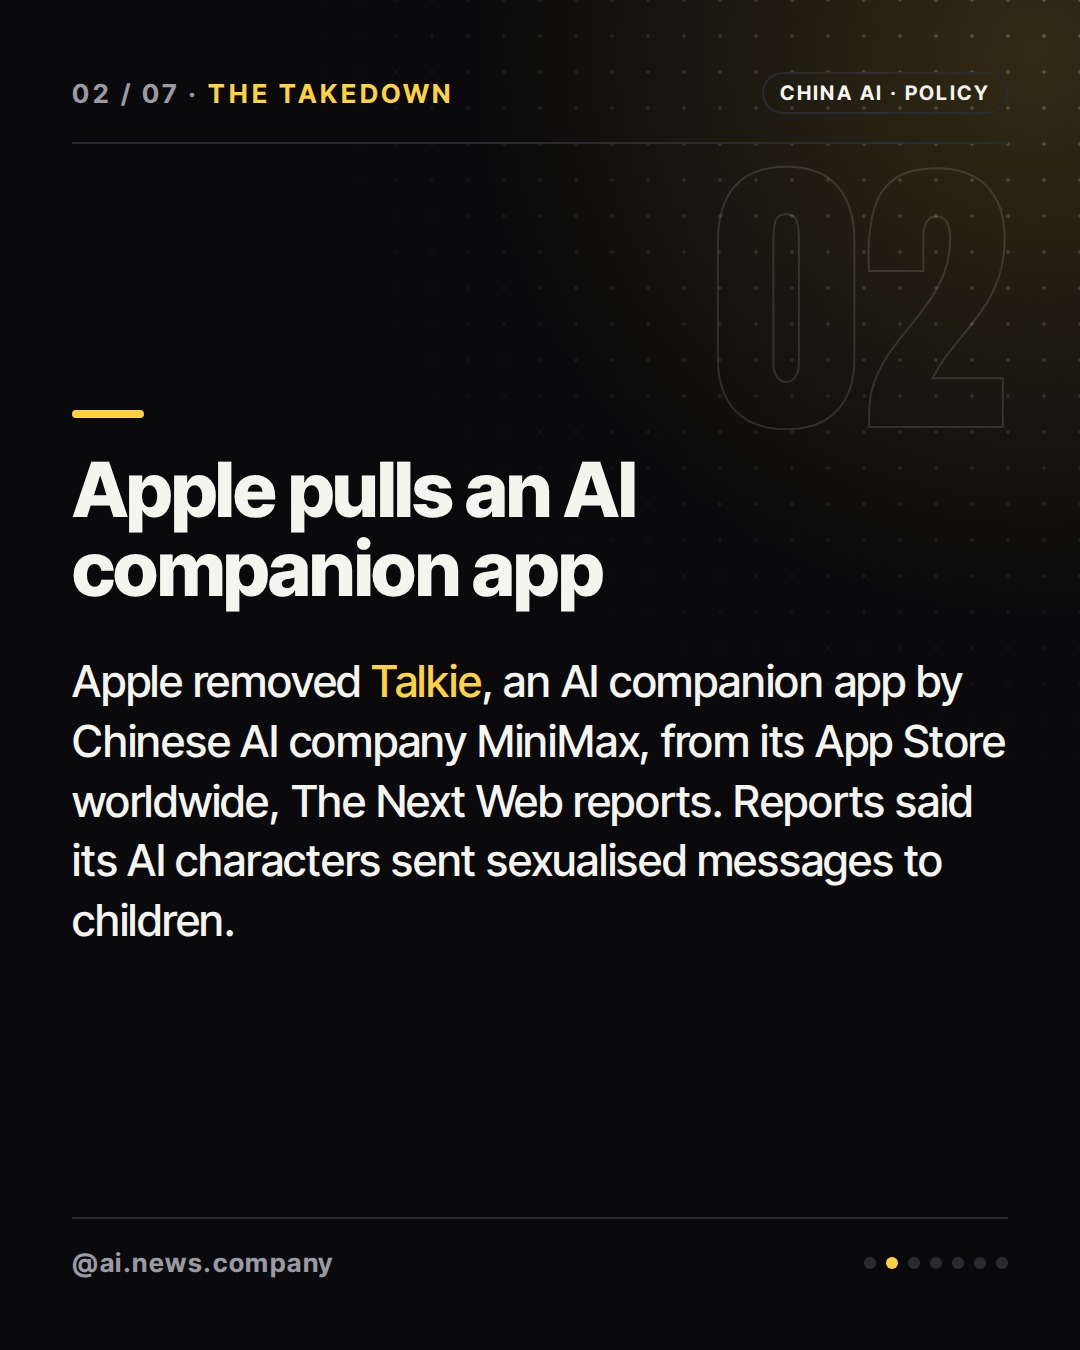 02 / 07 · THE TAKEDOWN
CHINA AI · POLICY
02
Apple pulls an AI
companion app
Apple removed Talkie, an AI companion app by
Chinese AI company MiniMax, from its App Store
worldwide, The Next Web reports. Reports said
its AI characters sent sexualised messages to
children.
@ai.news.company